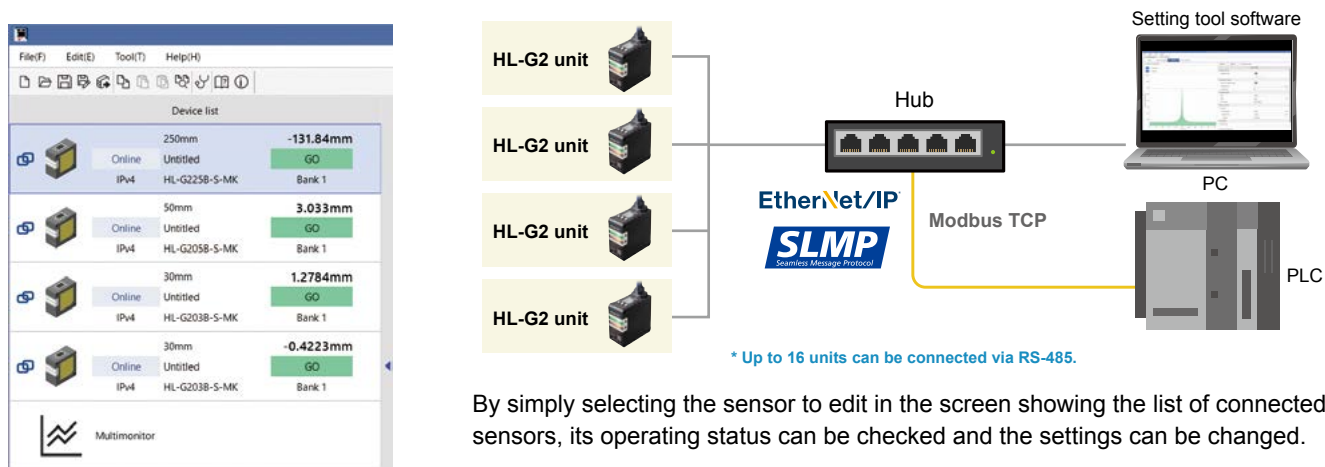 File(F) Edit(E) Tool(T) Help(H)
Device list
250mm -131.84mm
Online Untitled GO
IPv4 HL-G225B-S-MK Bank 1
50mm 3.033mm
Online Untitled GO
IPv4 HL-G205B-S-MK Bank 1
30mm 1.2784mm
Online Untitled GO
IPv4 HL-G203B-S-MK Bank 1
30mm -0.4223mm
Online Untitled GO
IPv4 HL-G203B-S-MK Bank 1
Multimonitor
Setting tool software
HL-G2 unit
HL-G2 unit
HL-G2 unit
HL-G2 unit
Hub
PC
EtherNet/IP
SLMP
Seamless Message Protocol
Modbus TCP
PLC
* Up to 16 units can be connected via RS-485.
By simply selecting the sensor to edit in the screen showing the list of connected
sensors, its operating status can be checked and the settings can be changed.